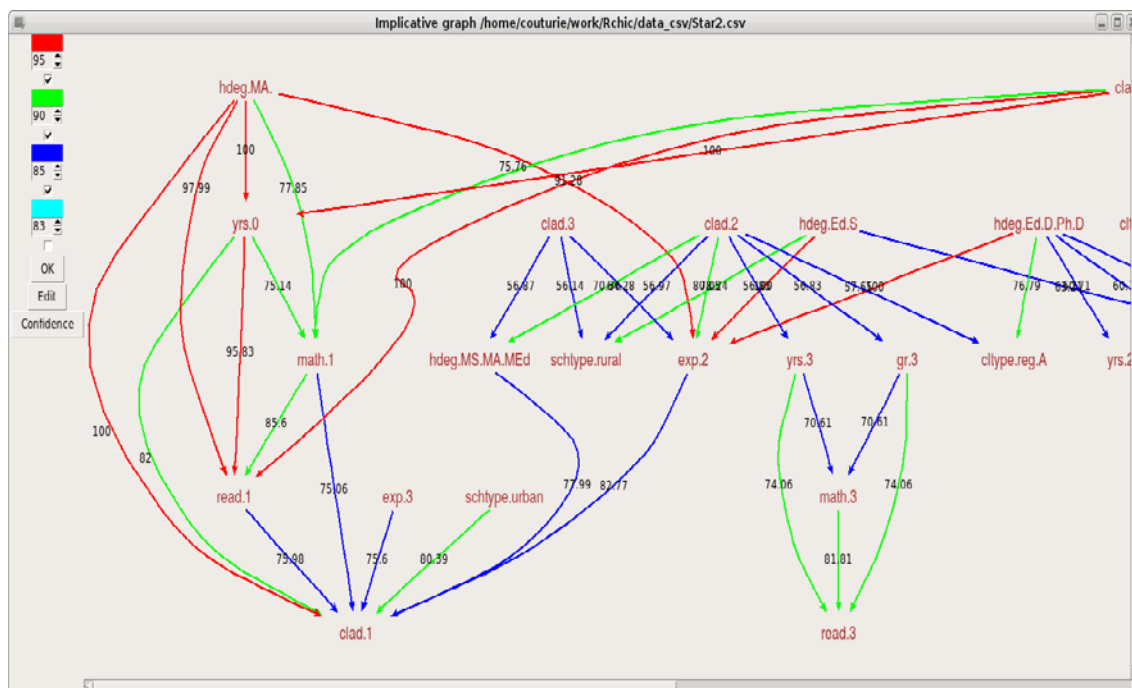 Implicative graph /home/couturie/work/Rchic/data_csv/Star2.csv
95
hdeg.MA.
cla
90
100
75.76
100
85
97.99
77.85
91.28
83
yrs.0
clad.3
clad.2
hdeg.Ed.S
hdeg.Ed.D.Ph.D
clt
OK
Edit
75.14
100
56.87
56.14
56.97
56.83
76.79
60.
Confidence
95.83
math.1
hdeg.MS.MA.MEd
schtype.rural
exp.2
yrs.3
gr.3
cltype.reg.A
yrs.2
100
85.6
70.61
70.61
82
75.06
77.99
82.77
74.06
74.06
read.1
exp.3
schtype.urban
math.3
75.98
75.6
80.39
81.81
clad.1
read.3